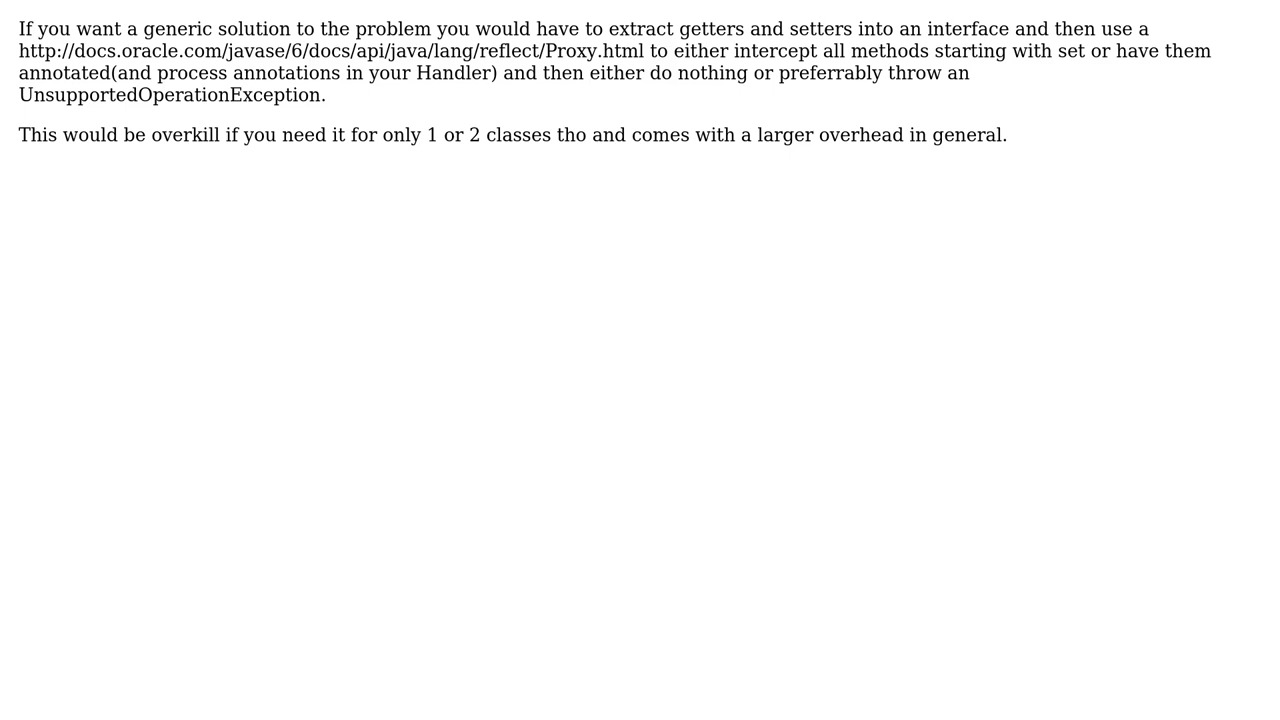 If you want a generic solution to the problem you would have to extract getters and setters into an interface and then use a
http://docs.oracle.com/javase/6/docs/api/java/lang/reflect/Proxy.html to either intercept all methods starting with set or have them
annotated(and process annotations in your Handler) and then either do nothing or preferrably throw an
UnsupportedOperationException.
This would be overkill if you need it for only 1 or 2 classes tho and comes with a larger overhead in general.